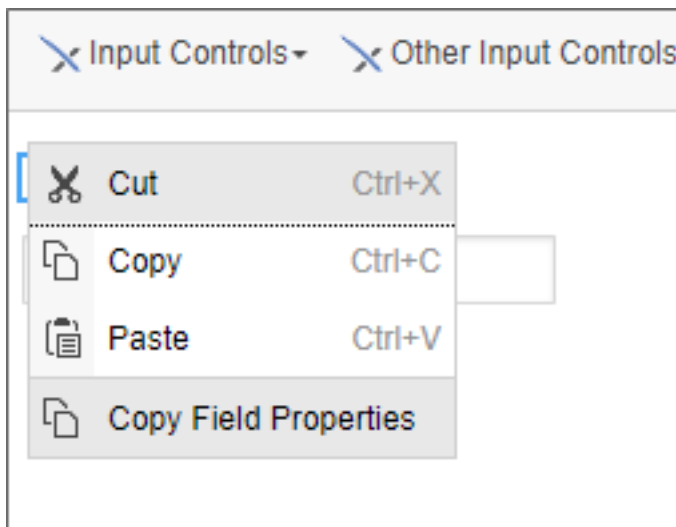 Input Controls Other Input Controls
Cut Ctrl+X
Copy Ctrl+C
Paste Ctrl+V
Copy Field Properties